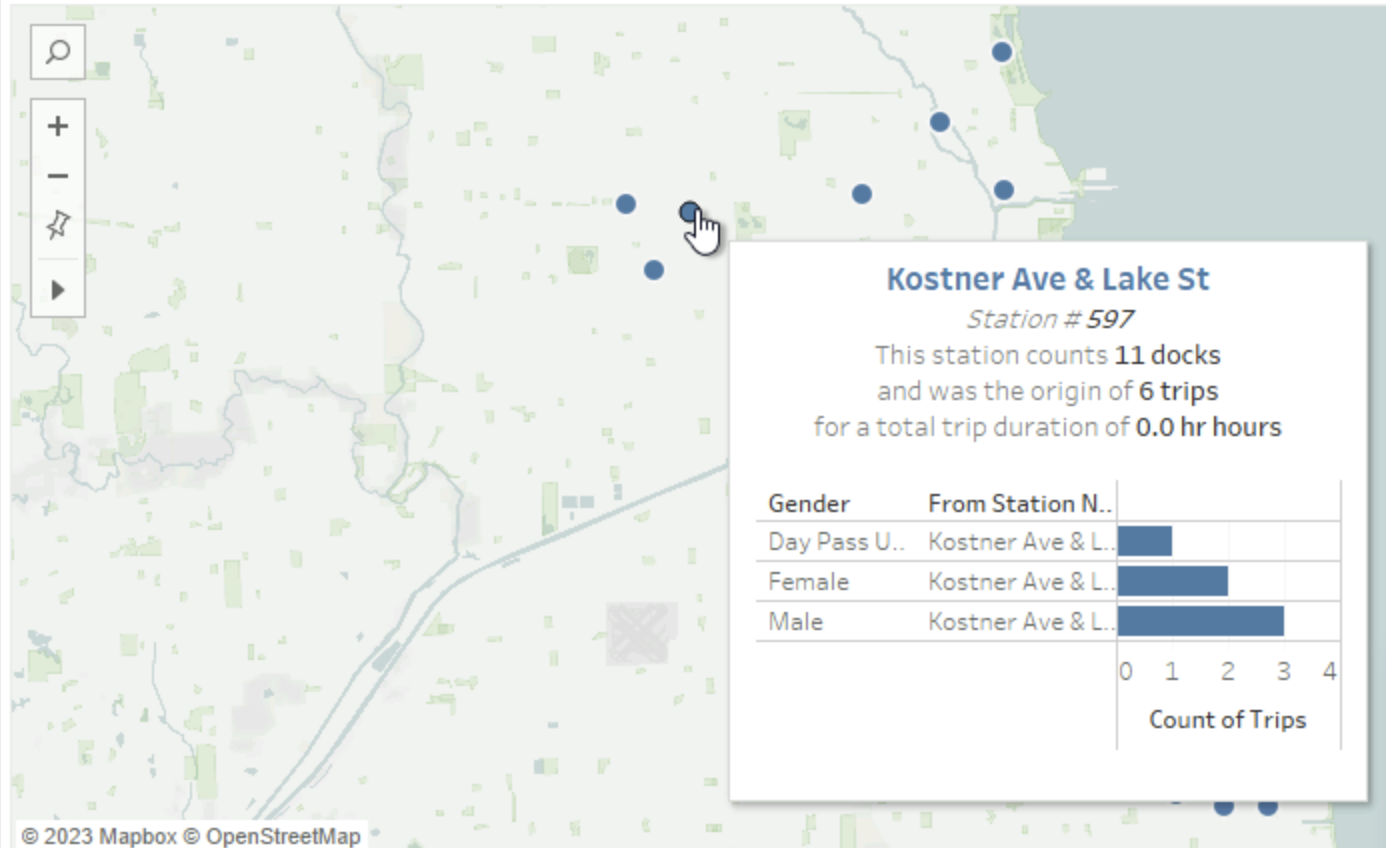 Kostner Ave & Lake St
Station # 597
This station counts 11 docks
and was the origin of 6 trips
for a total trip duration of 0.0 hr hours
Gender From Station N..
Day Pass U.. Kostner Ave & L..
Female Kostner Ave & L..
Male Kostner Ave & L..
0 1 2 3 4
Count of Trips
© 2023 Mapbox © OpenStreetMap